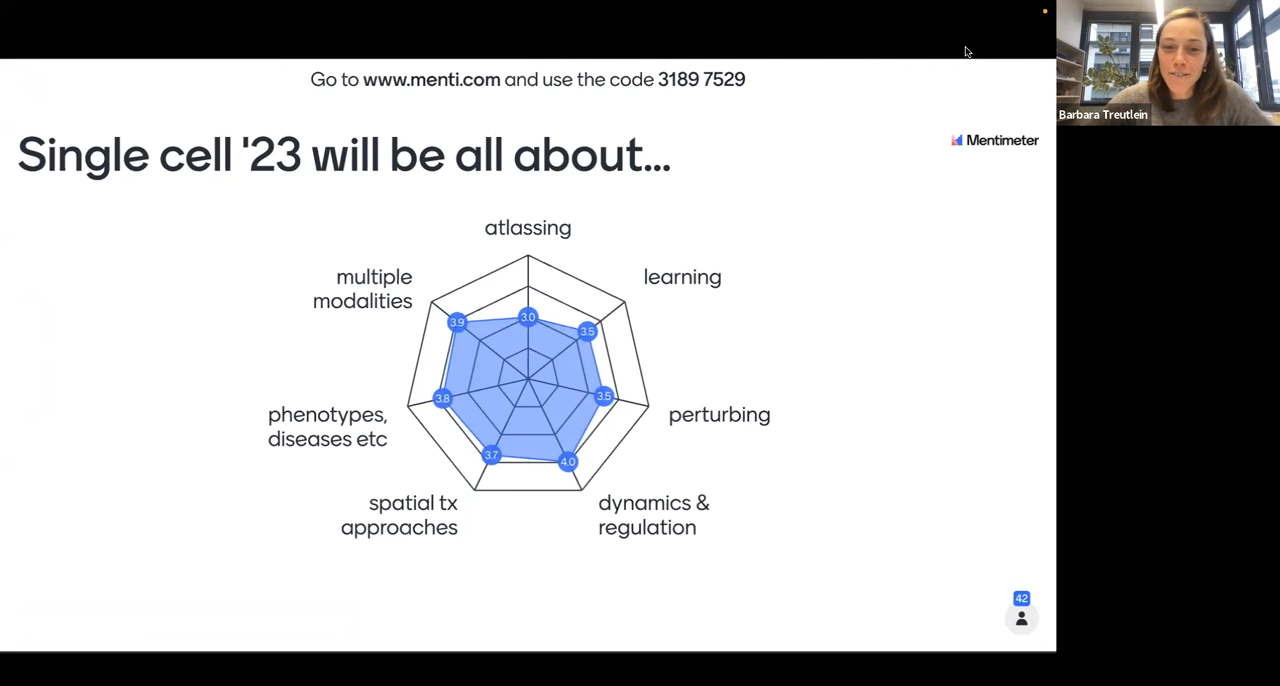 Go to www.menti.com and use the code 3189 7529
Barbara Treutlein
Single cell '23 will be all about...
Mentimeter
atlassing
multiple
modalities
learning
3.9
3.0
3.5
3.8
3.5
phenotypes,
diseases etc
perturbing
3.7
4.0
spatial tx
approaches
dynamics &
regulation
42